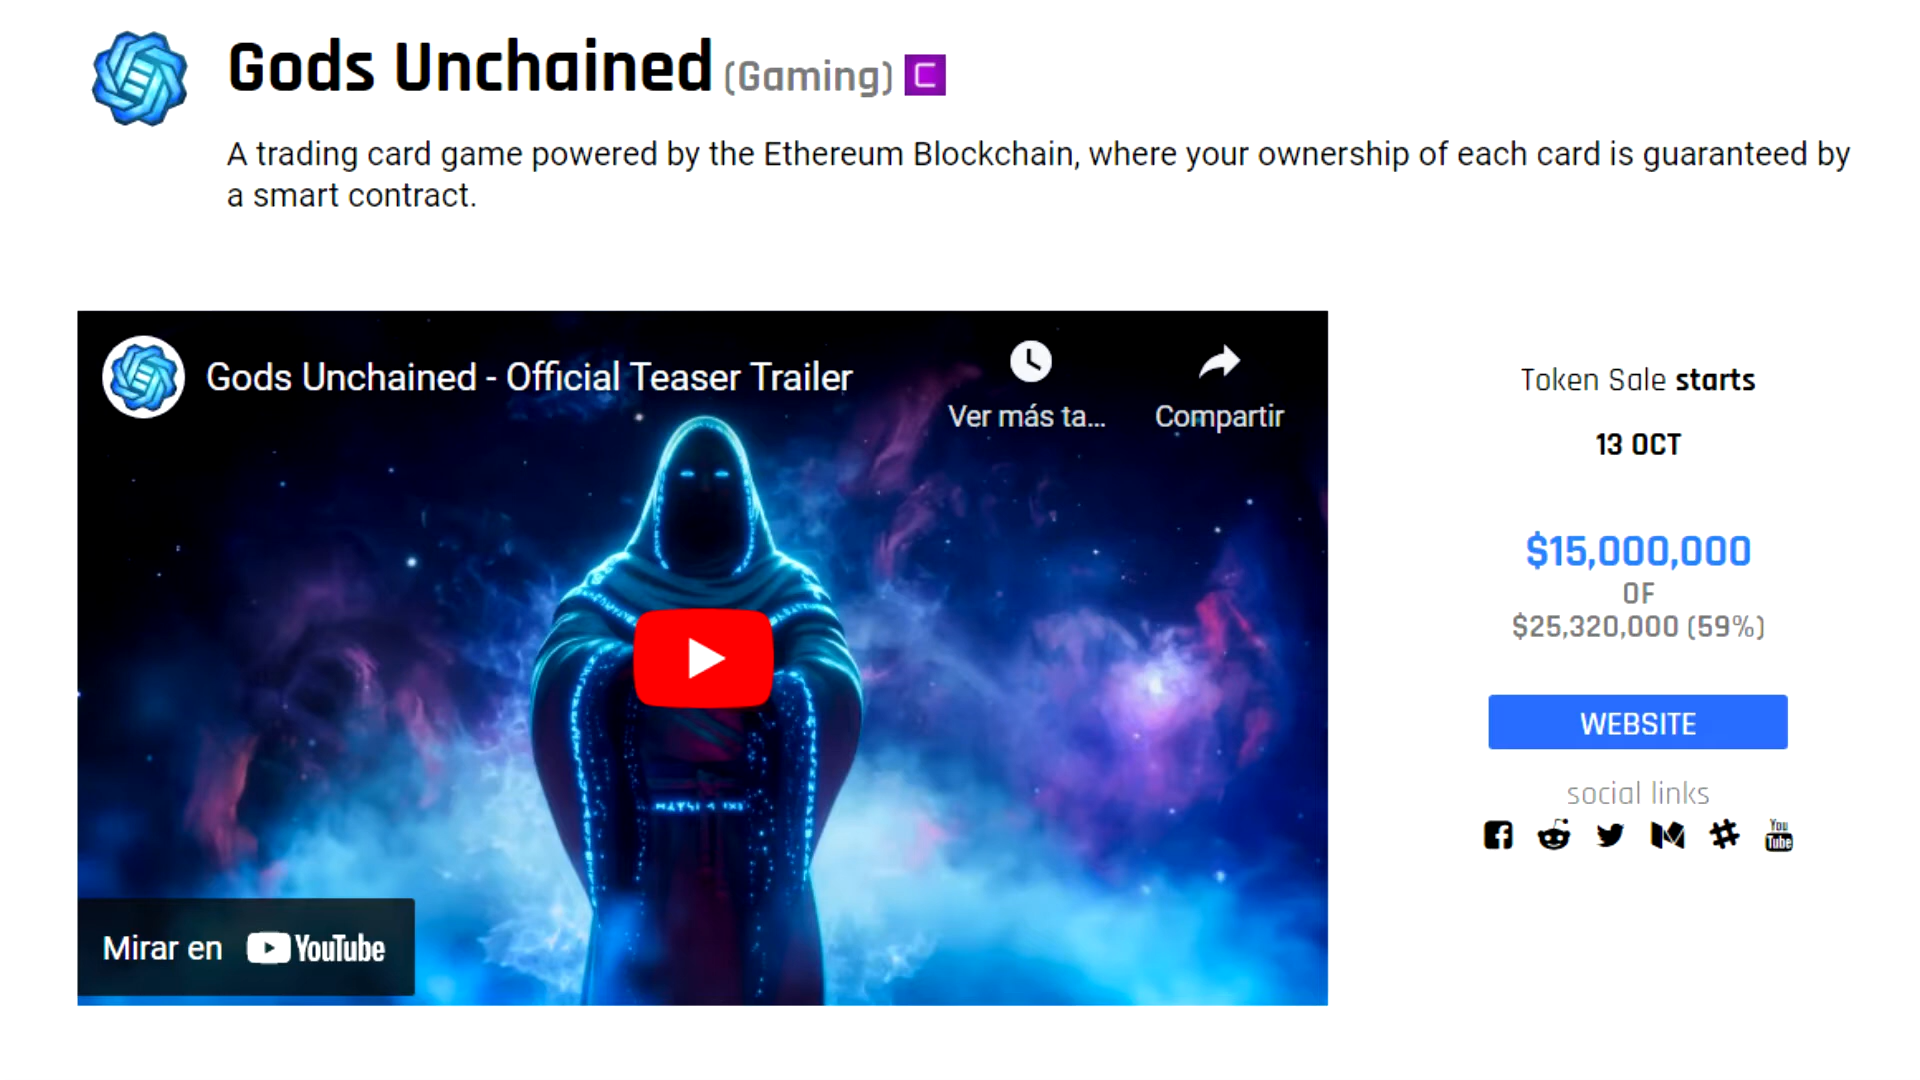 Gods Unchained (Gaming) C
A trading card game powered by the Ethereum Blockchain, where your ownership of each card is guaranteed by
a smart contract.
Gods Unchained - Official Teaser Trailer
Ver más ta...
Compartir
Mirar en YouTube
Token Sale starts
13 OCT
$15,000,000
OF
$25,320,000 (59%)
WEBSITE
social links
You
Tube